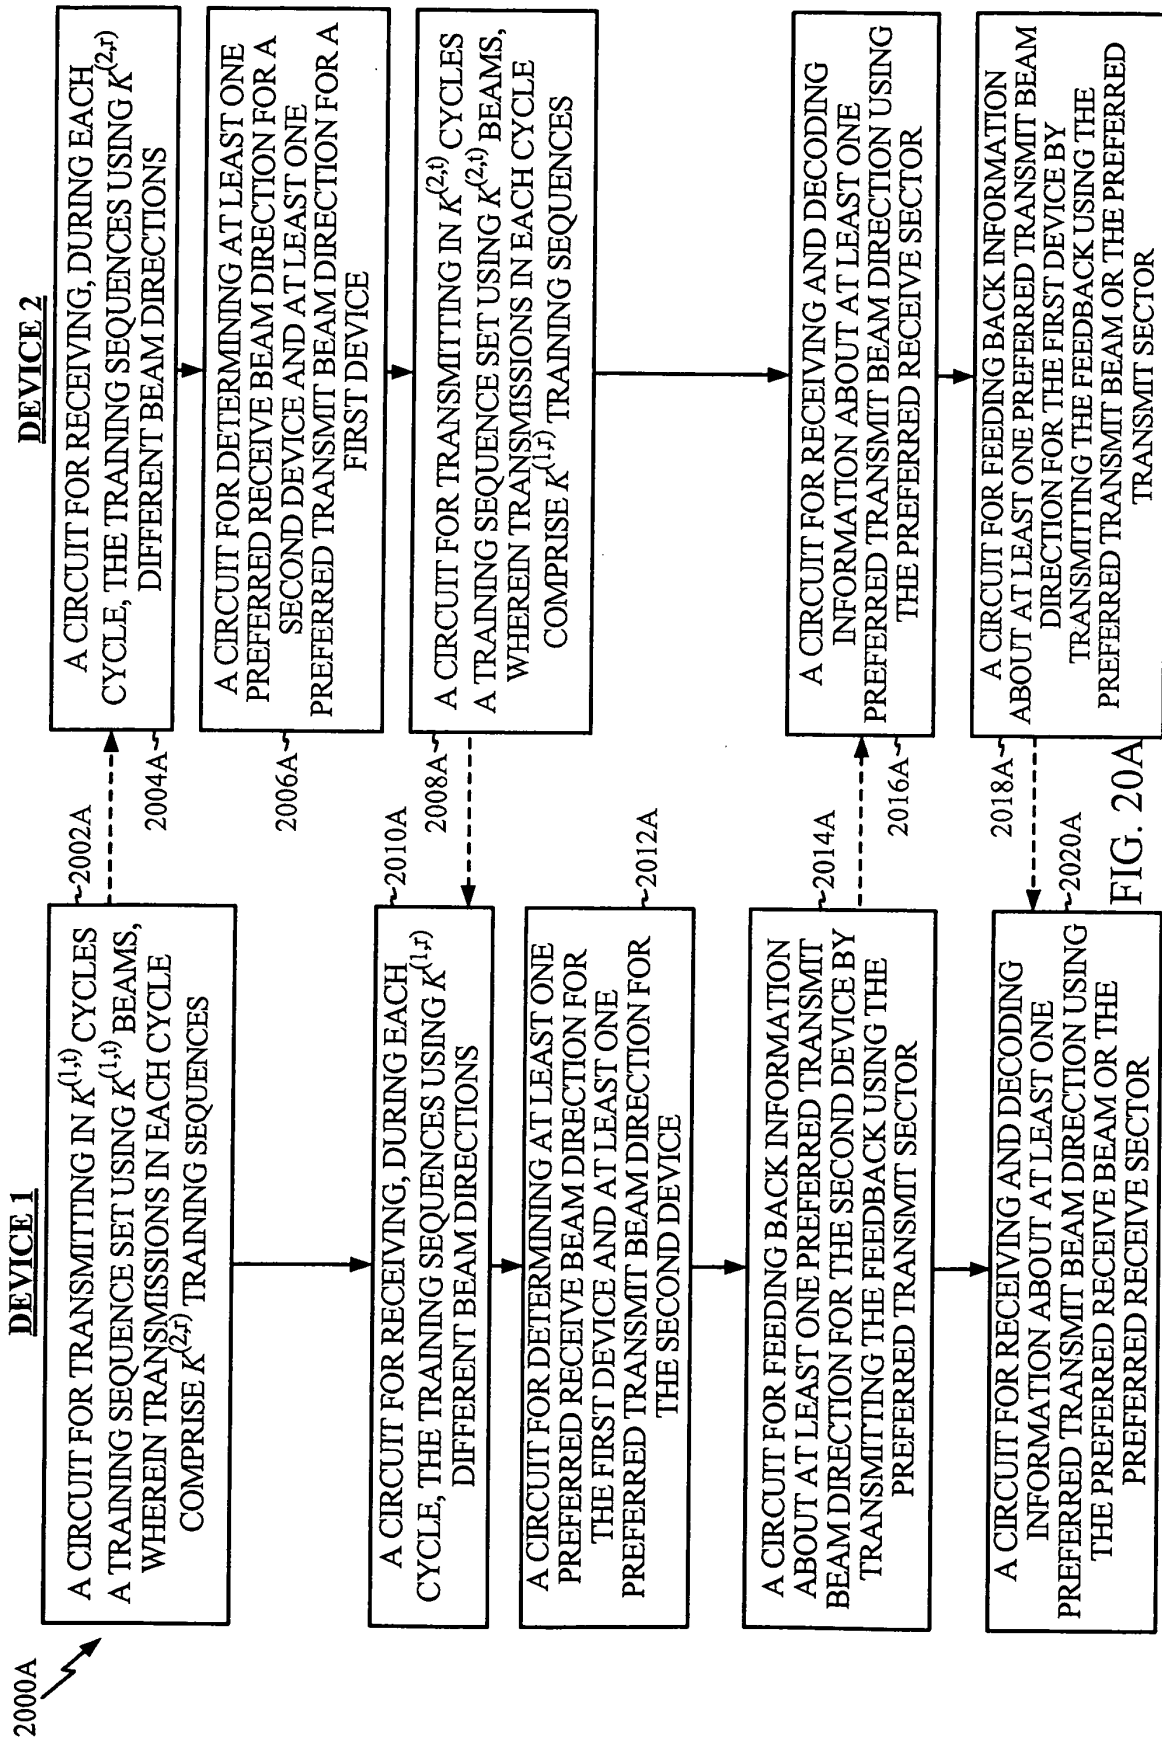 2000A
DEVICE 1
A CIRCUIT FOR TRANSMITTING IN K^(1,t) CYCLES
A TRAINING SEQUENCE SET USING K^(1,t) BEAMS,
WHEREIN TRANSMISSIONS IN EACH CYCLE
COMPRISE K^(2,r) TRAINING SEQUENCES
2002A
A CIRCUIT FOR RECEIVING, DURING EACH
CYCLE, THE TRAINING SEQUENCES USING K^(1,r)
DIFFERENT BEAM DIRECTIONS
2010A
A CIRCUIT FOR DETERMINING AT LEAST ONE
PREFERRED RECEIVE BEAM DIRECTION FOR
THE FIRST DEVICE AND AT LEAST ONE
PREFERRED TRANSMIT BEAM DIRECTION FOR
THE SECOND DEVICE
2012A
A CIRCUIT FOR FEEDING BACK INFORMATION
ABOUT AT LEAST ONE PREFERRED TRANSMIT
BEAM DIRECTION FOR THE SECOND DEVICE BY
TRANSMITTING THE FEEDBACK USING THE
PREFERRED TRANSMIT SECTOR
2014A
A CIRCUIT FOR RECEIVING AND DECODING
INFORMATION ABOUT AT LEAST ONE
PREFERRED TRANSMIT BEAM DIRECTION USING
THE PREFERRED RECEIVE BEAM OR THE
PREFERRED RECEIVE SECTOR
2020A
DEVICE 2
A CIRCUIT FOR RECEIVING, DURING EACH
CYCLE, THE TRAINING SEQUENCES USING K^(2,r)
DIFFERENT BEAM DIRECTIONS
2004A
A CIRCUIT FOR DETERMINING AT LEAST ONE
PREFERRED RECEIVE BEAM DIRECTION FOR A
SECOND DEVICE AND AT LEAST ONE
PREFERRED TRANSMIT BEAM DIRECTION FOR A
FIRST DEVICE
2006A
A CIRCUIT FOR TRANSMITTING IN K^(2,t) CYCLES
A TRAINING SEQUENCE SET USING K^(2,t) BEAMS,
WHEREIN TRANSMISSIONS IN EACH CYCLE
COMPRISE K^(1,r) TRAINING SEQUENCES
2008A
A CIRCUIT FOR RECEIVING AND DECODING
INFORMATION ABOUT AT LEAST ONE
PREFERRED TRANSMIT BEAM DIRECTION USING
THE PREFERRED RECEIVE SECTOR
2016A
A CIRCUIT FOR FEEDING BACK INFORMATION
ABOUT AT LEAST ONE PREFERRED TRANSMIT BEAM
DIRECTION FOR THE FIRST DEVICE BY
TRANSMITTING THE FEEDBACK USING THE
PREFERRED TRANSMIT BEAM OR THE PREFERRED
TRANSMIT SECTOR
2018A
FIG. 20A